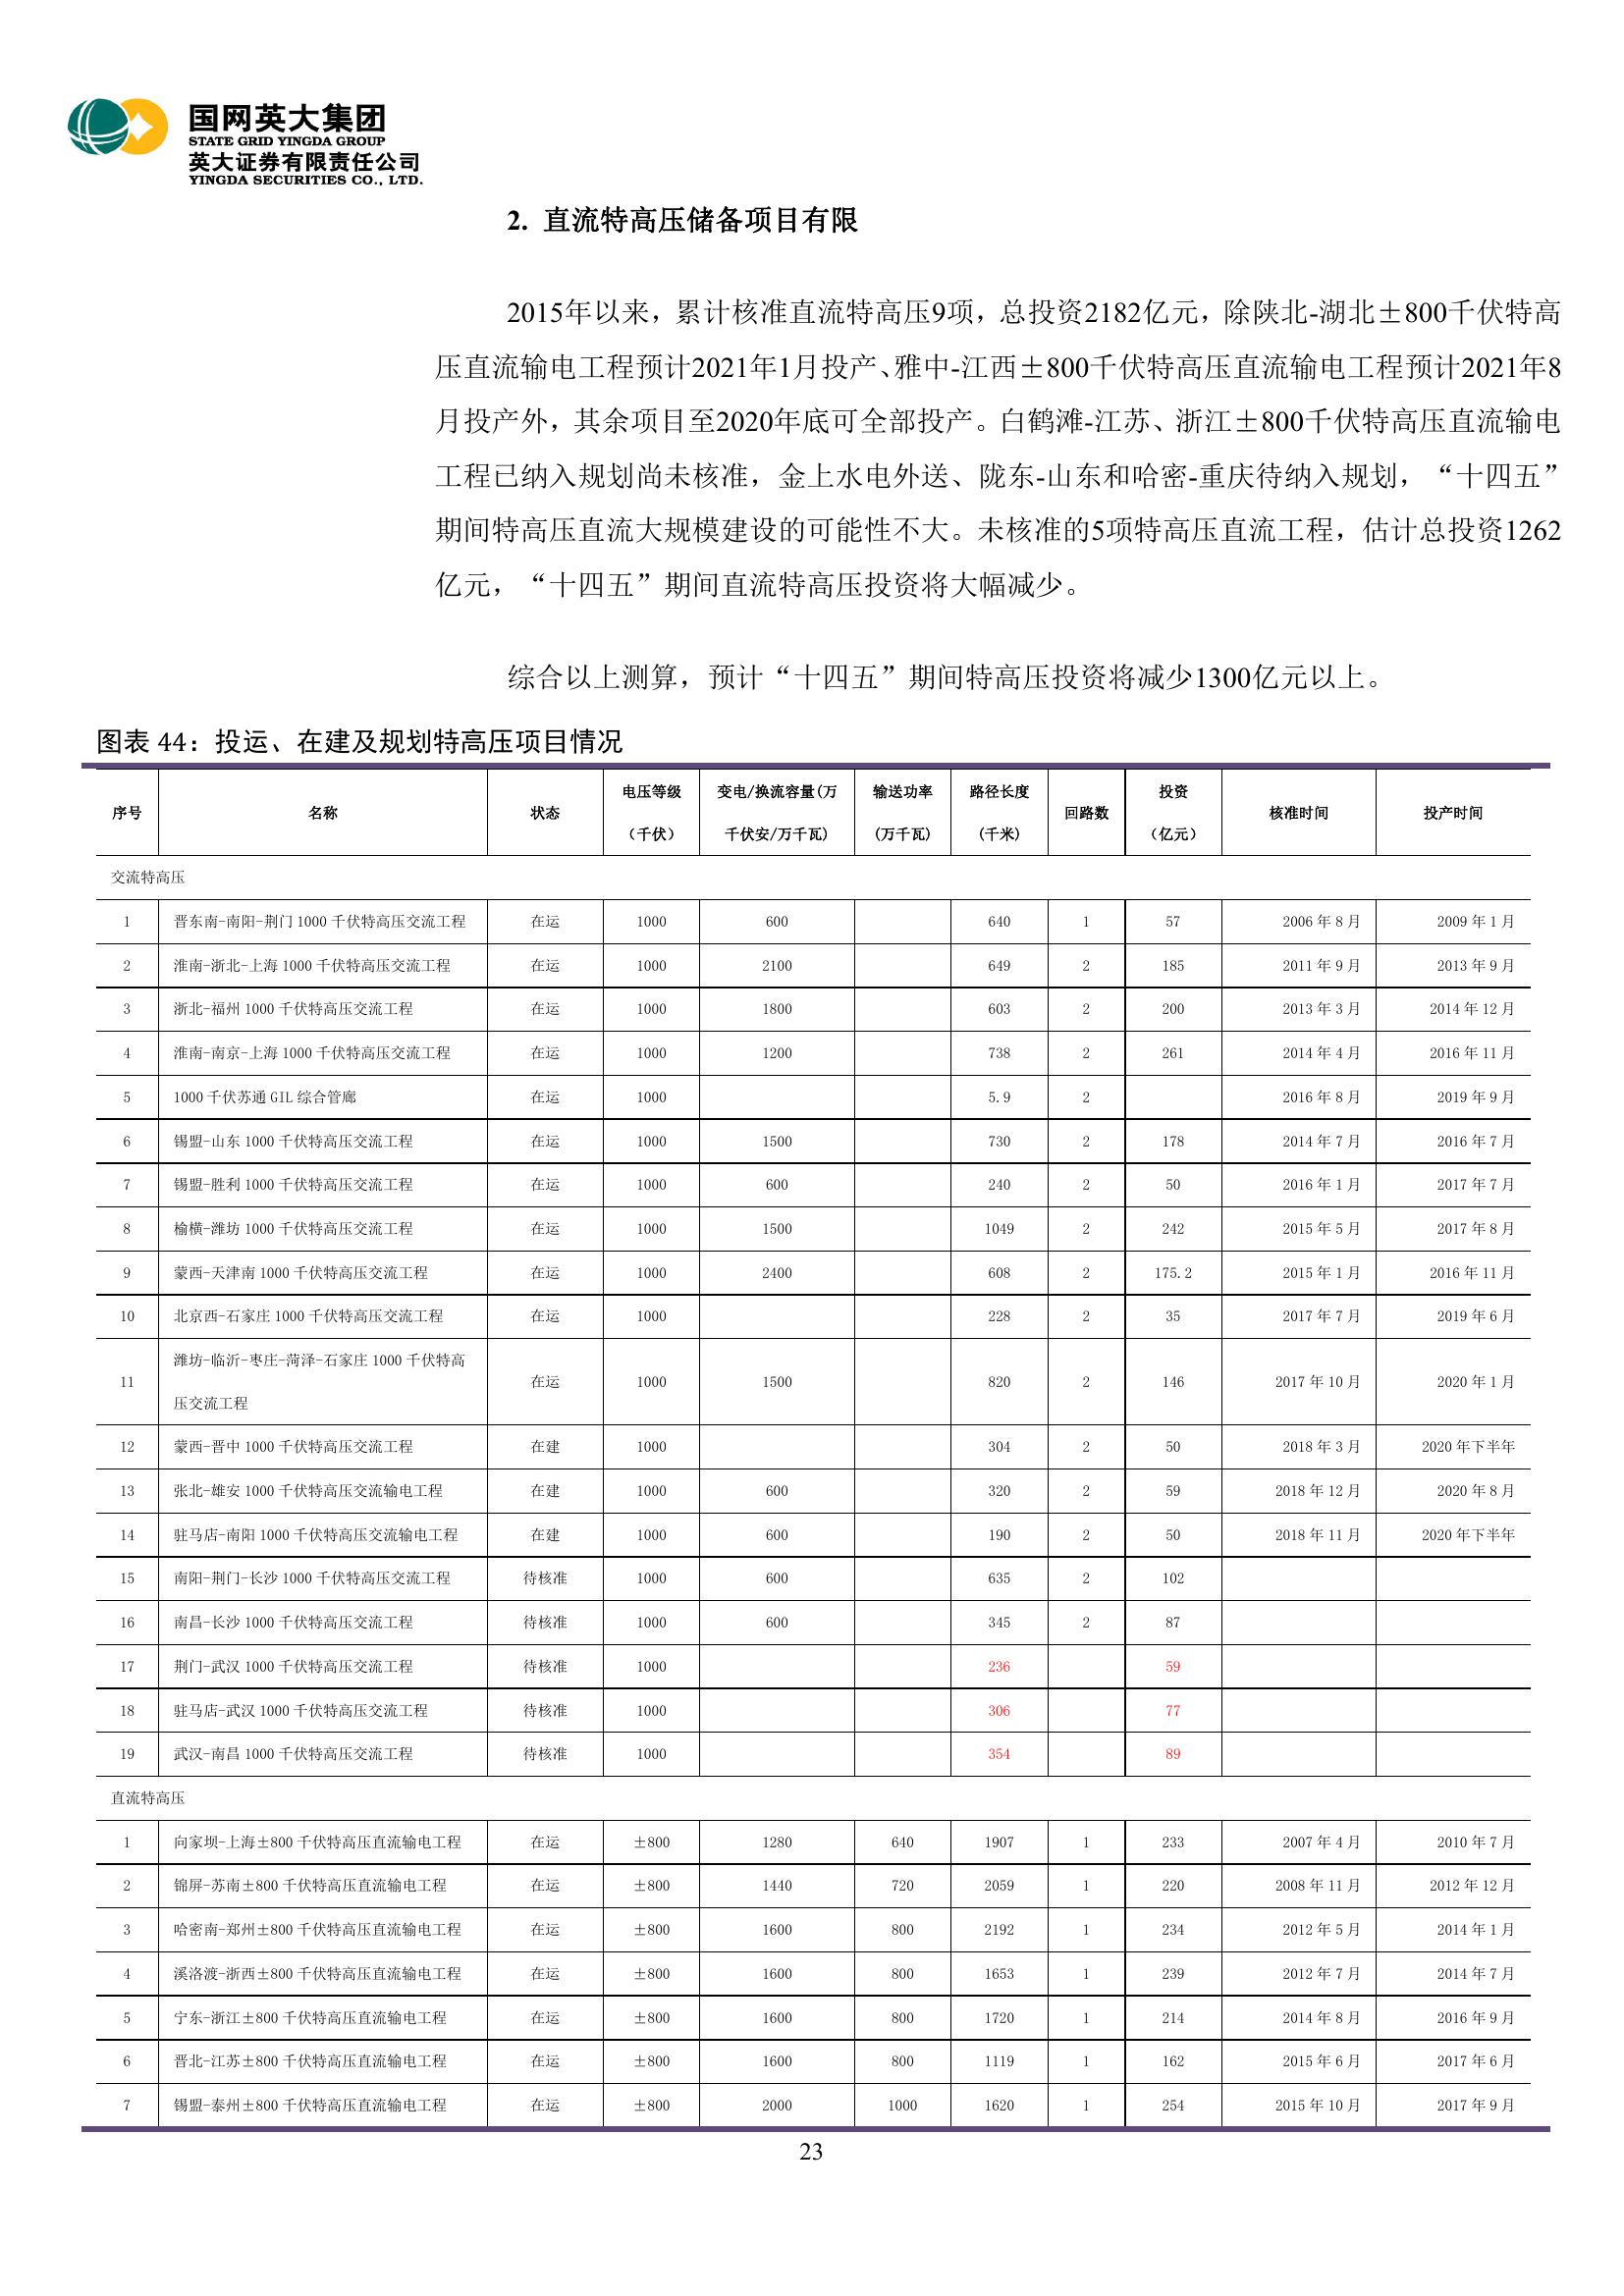 国网英大集团
STATE GRID YINGDA GROUP
英大证券有限责任公司
YINGDA SECURITIES CO., LTD.
2. 直流特高压储备项目有限
2015年以来，累计核准直流特高压9项，总投资2182亿元，除陕北-湖北±800千伏特高
压直流输电工程预计2021年1月投产、雅中-江西±800千伏特高压直流输电工程预计2021年8
月投产外，其余项目至2020年底可全部投产。白鹤滩-江苏、浙江±800千伏特高压直流输电
工程已纳入规划尚未核准，金上水电外送、陇东-山东和哈密-重庆待纳入规划，“十四五”
期间特高压直流大规模建设的可能性不大。未核准的5项特高压直流工程，估计总投资1262
亿元，“十四五”期间直流特高压投资将大幅减少。
综合以上测算，预计“十四五”期间特高压投资将减少1300亿元以上。
图表 44：投运、在建及规划特高压项目情况
序号 名称 状态 电压等级（千伏） 变电/换流容量(万千伏安/万千瓦) 输送功率(万千瓦) 路径长度(千米) 回路数 投资（亿元） 核准时间 投产时间
交流特高压
1 晋东南-南阳-荆门 1000 千伏特高压交流工程 在运 1000 600 640 1 57 2006 年 8 月 2009 年 1 月
2 淮南-浙北-上海 1000 千伏特高压交流工程 在运 1000 2100 649 2 185 2011 年 9 月 2013 年 9 月
3 浙北-福州 1000 千伏特高压交流工程 在运 1000 1800 603 2 200 2013 年 3 月 2014 年 12 月
4 淮南-南京-上海 1000 千伏特高压交流工程 在运 1000 1200 738 2 261 2014 年 4 月 2016 年 11 月
5 1000 千伏苏通 GIL 综合管廊 在运 1000 5.9 2 2016 年 8 月 2019 年 9 月
6 锡盟-山东 1000 千伏特高压交流工程 在运 1000 1500 730 2 178 2014 年 7 月 2016 年 7 月
7 锡盟-胜利 1000 千伏特高压交流工程 在运 1000 600 240 2 50 2016 年 1 月 2017 年 7 月
8 榆横-潍坊 1000 千伏特高压交流工程 在运 1000 1500 1049 2 242 2015 年 5 月 2017 年 8 月
9 蒙西-天津南 1000 千伏特高压交流工程 在运 1000 2400 608 2 175.2 2015 年 1 月 2016 年 11 月
10 北京西-石家庄 1000 千伏特高压交流工程 在运 1000 228 2 35 2017 年 7 月 2019 年 6 月
11 潍坊-临沂-枣庄-菏泽-石家庄 1000 千伏特高压交流工程 在运 1000 1500 820 2 146 2017 年 10 月 2020 年 1 月
12 蒙西-晋中 1000 千伏特高压交流工程 在建 1000 304 2 50 2018 年 3 月 2020 年下半年
13 张北-雄安 1000 千伏特高压交流输电工程 在建 1000 600 320 2 59 2018 年 12 月 2020 年 8 月
14 驻马店-南阳 1000 千伏特高压交流输电工程 在建 1000 600 190 2 50 2018 年 11 月 2020 年下半年
15 南阳-荆门-长沙 1000 千伏特高压交流工程 待核准 1000 600 635 2 102
16 南昌-长沙 1000 千伏特高压交流工程 待核准 1000 600 345 2 87
17 荆门-武汉 1000 千伏特高压交流工程 待核准 1000 236 59
18 驻马店-武汉 1000 千伏特高压交流工程 待核准 1000 306 77
19 武汉-南昌 1000 千伏特高压交流工程 待核准 1000 354 89
直流特高压
1 向家坝-上海±800 千伏特高压直流输电工程 在运 ±800 1280 640 1907 1 233 2007 年 4 月 2010 年 7 月
2 锦屏-苏南±800 千伏特高压直流输电工程 在运 ±800 1440 720 2059 1 220 2008 年 11 月 2012 年 12 月
3 哈密南-郑州±800 千伏特高压直流输电工程 在运 ±800 1600 800 2192 1 234 2012 年 5 月 2014 年 1 月
4 溪洛渡-浙西±800 千伏特高压直流输电工程 在运 ±800 1600 800 1653 1 239 2012 年 7 月 2014 年 7 月
5 宁东-浙江±800 千伏特高压直流输电工程 在运 ±800 1600 800 1720 1 214 2014 年 8 月 2016 年 9 月
6 晋北-江苏±800 千伏特高压直流输电工程 在运 ±800 1600 800 1119 1 162 2015 年 6 月 2017 年 6 月
7 锡盟-泰州±800 千伏特高压直流输电工程 在运 ±800 2000 1000 1620 1 254 2015 年 10 月 2017 年 9 月
23